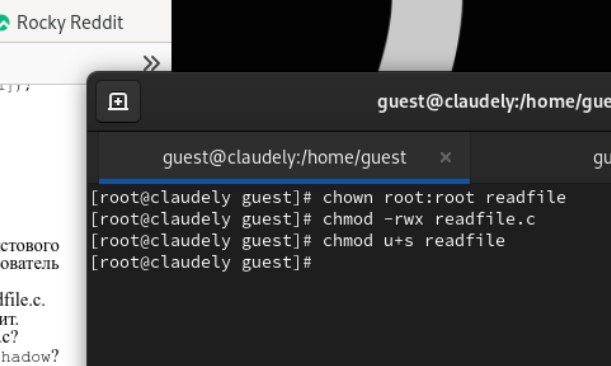 Rocky Reddit
guest@claudely:/home/gue
guest@claudely:/home/guest ×
gu
[root@claudely guest]# chown root:root readfile
[root@claudely guest]# chmod -rwx readfile.c
[root@claudely guest]# chmod u+s readfile
[root@claudely guest]#
стового
ователь
dfile.c.
ит.
.c?
hadow?